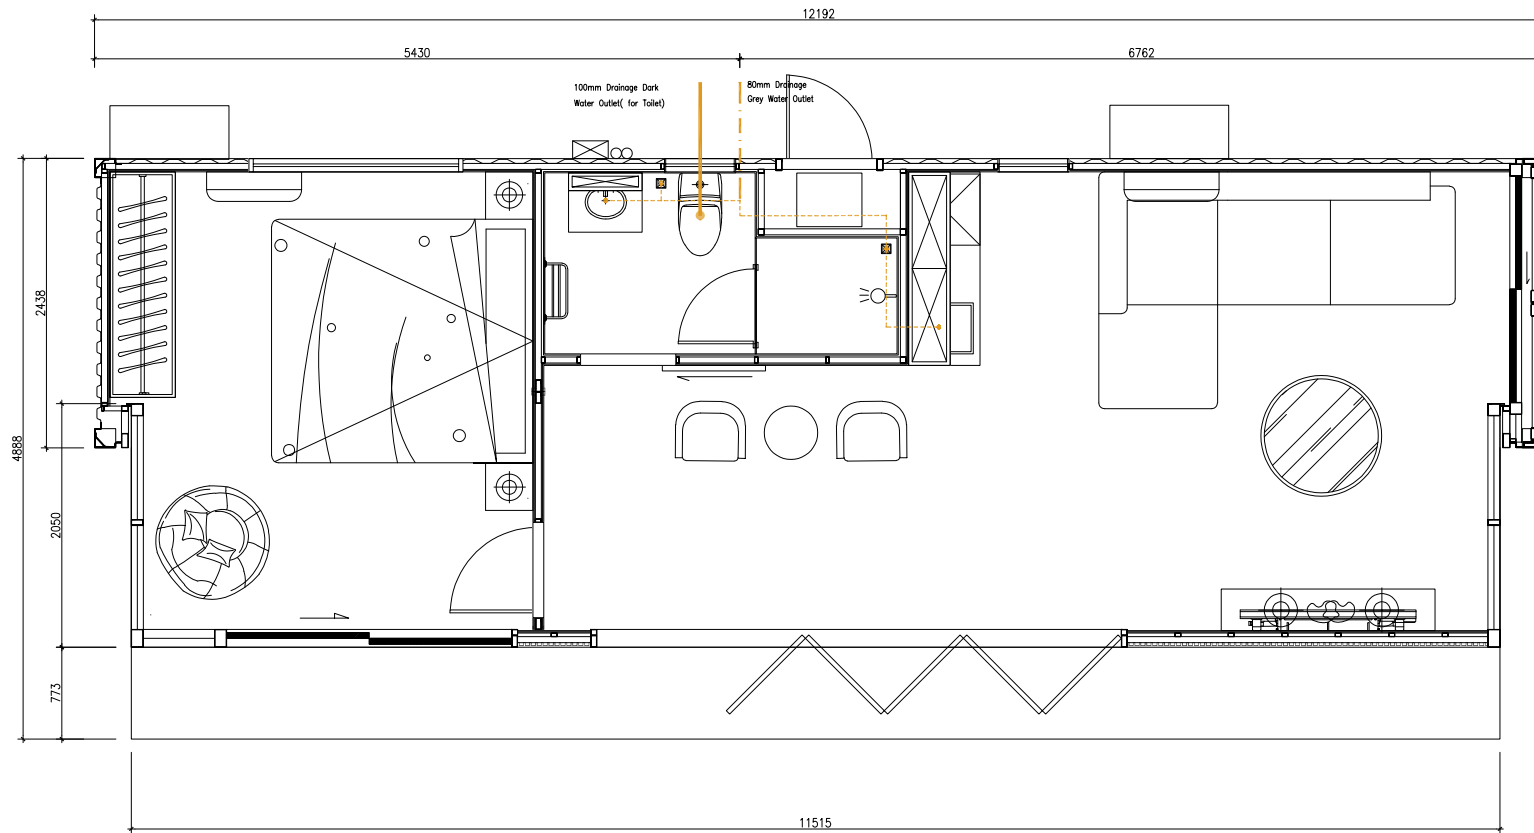 12192
5430
6762
100mm Drainage Dark
Water Outlet( for Toilet)
80mm Drainage
Grey Water Outlet
2438
4888
2050
773
11515